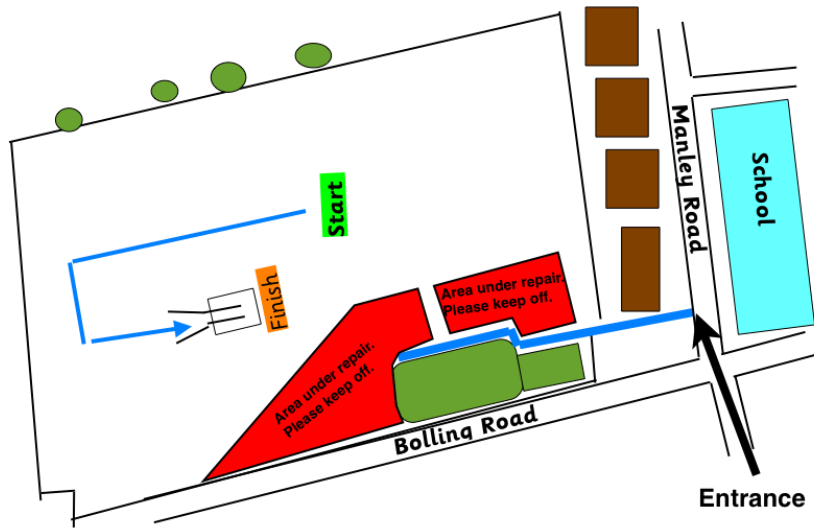 Manley Road
School
Start
Finish
Area under repair.
Please keep off.
Area under repair.
Please keep off.
Bolling Road
Entrance